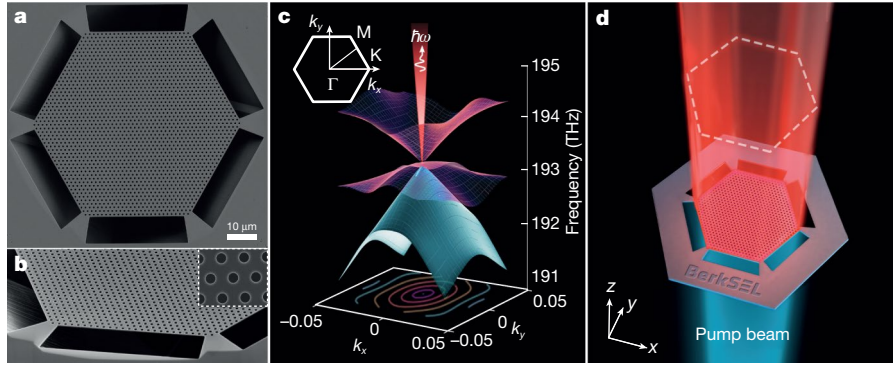 a
10 μm
b
c
k_y
M
K
Γ
k_x
ħω
195
194
193
192
191
Frequency (THz)
−0.05
0
0.05
k_x
−0.05
0
0.05
k_y
d
BerkSEL
z
y
x
Pump beam